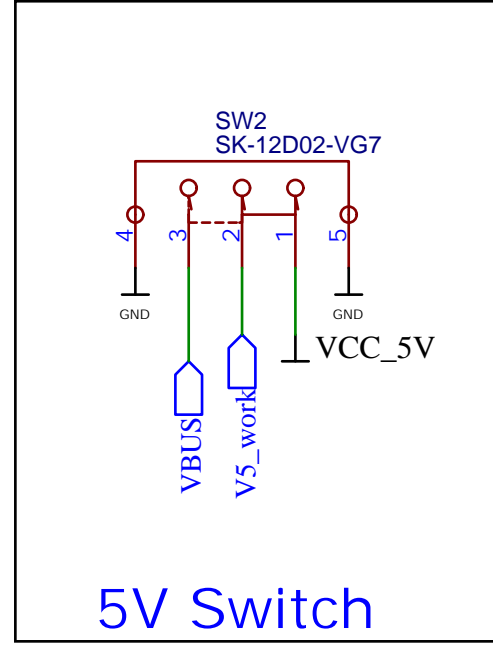 SW2
SK-12D02-VG7
4
3
2
1
5
GND
GND
VCC_5V
VBUS
V5_work
5V Switch